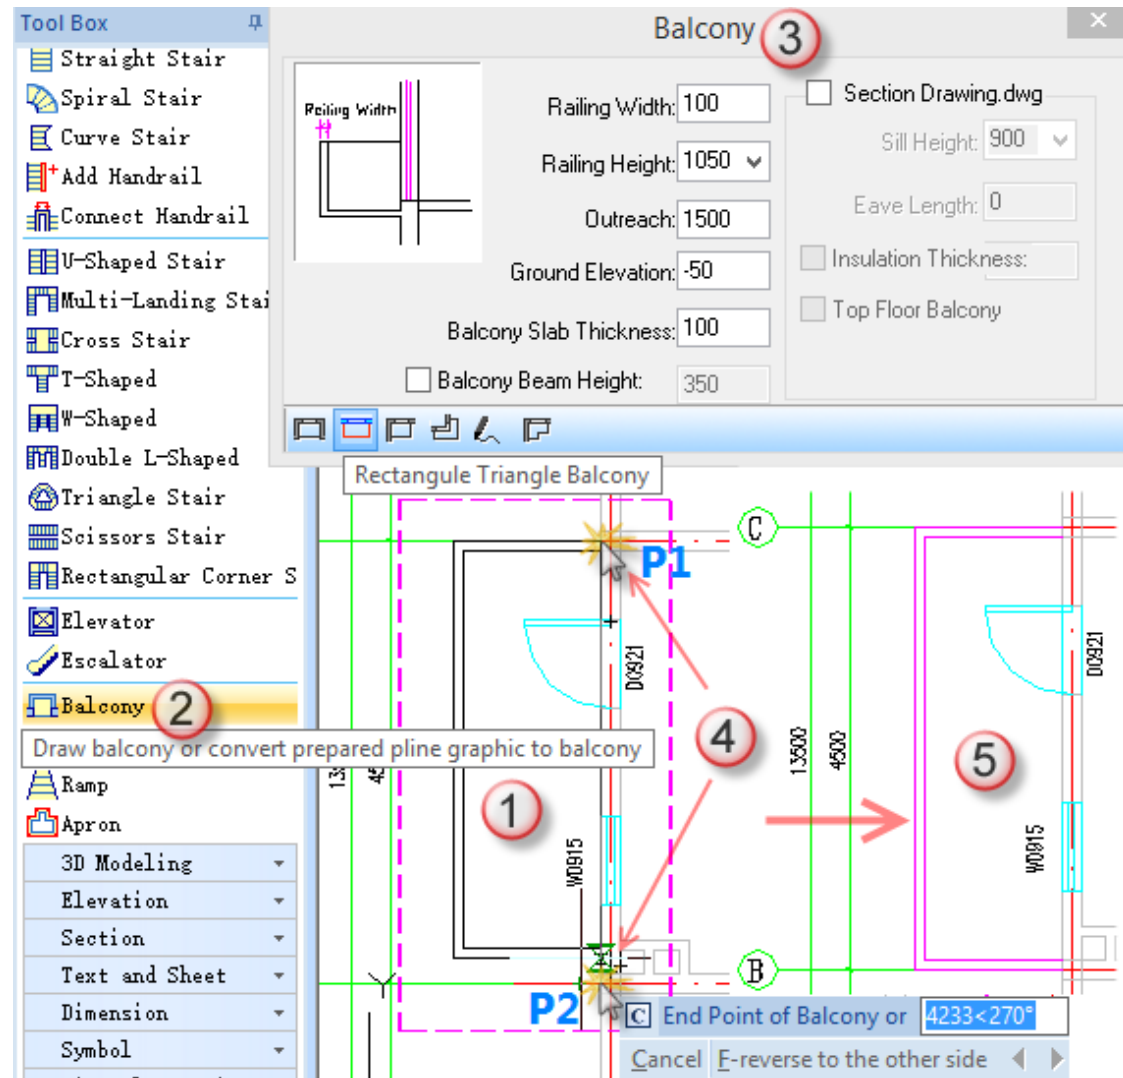 Tool Box
Straight Stair
Spiral Stair
Curve Stair
Add Handrail
Connect Handrail
U-Shaped Stair
Multi-Landing Stai
Cross Stair
T-Shaped
W-Shaped
Double L-Shaped
Triangle Stair
Scissors Stair
Rectangular Corner S
Elevator
Escalator
Balcony
2
Draw balcony or convert prepared pline graphic to balcony
Ramp
Apron
3D Modeling
Elevation
Section
Text and Sheet
Dimension
Symbol
Balcony
3
Railing Width
Railing Width: 100
Railing Height: 1050
Outreach: 1500
Ground Elevation: -50
Balcony Slab Thickness: 100
Balcony Beam Height: 350
Section Drawing.dwg
Sill Height: 900
Eave Length: 0
Insulation Thickness:
Top Floor Balcony
Rectangule Triangle Balcony
P1
C
D0921
D0921
4
13500
4500
5
1
W0915
W0915
B
Y
P2
C End Point of Balcony or 4233<270°
Cancel F-reverse to the other side